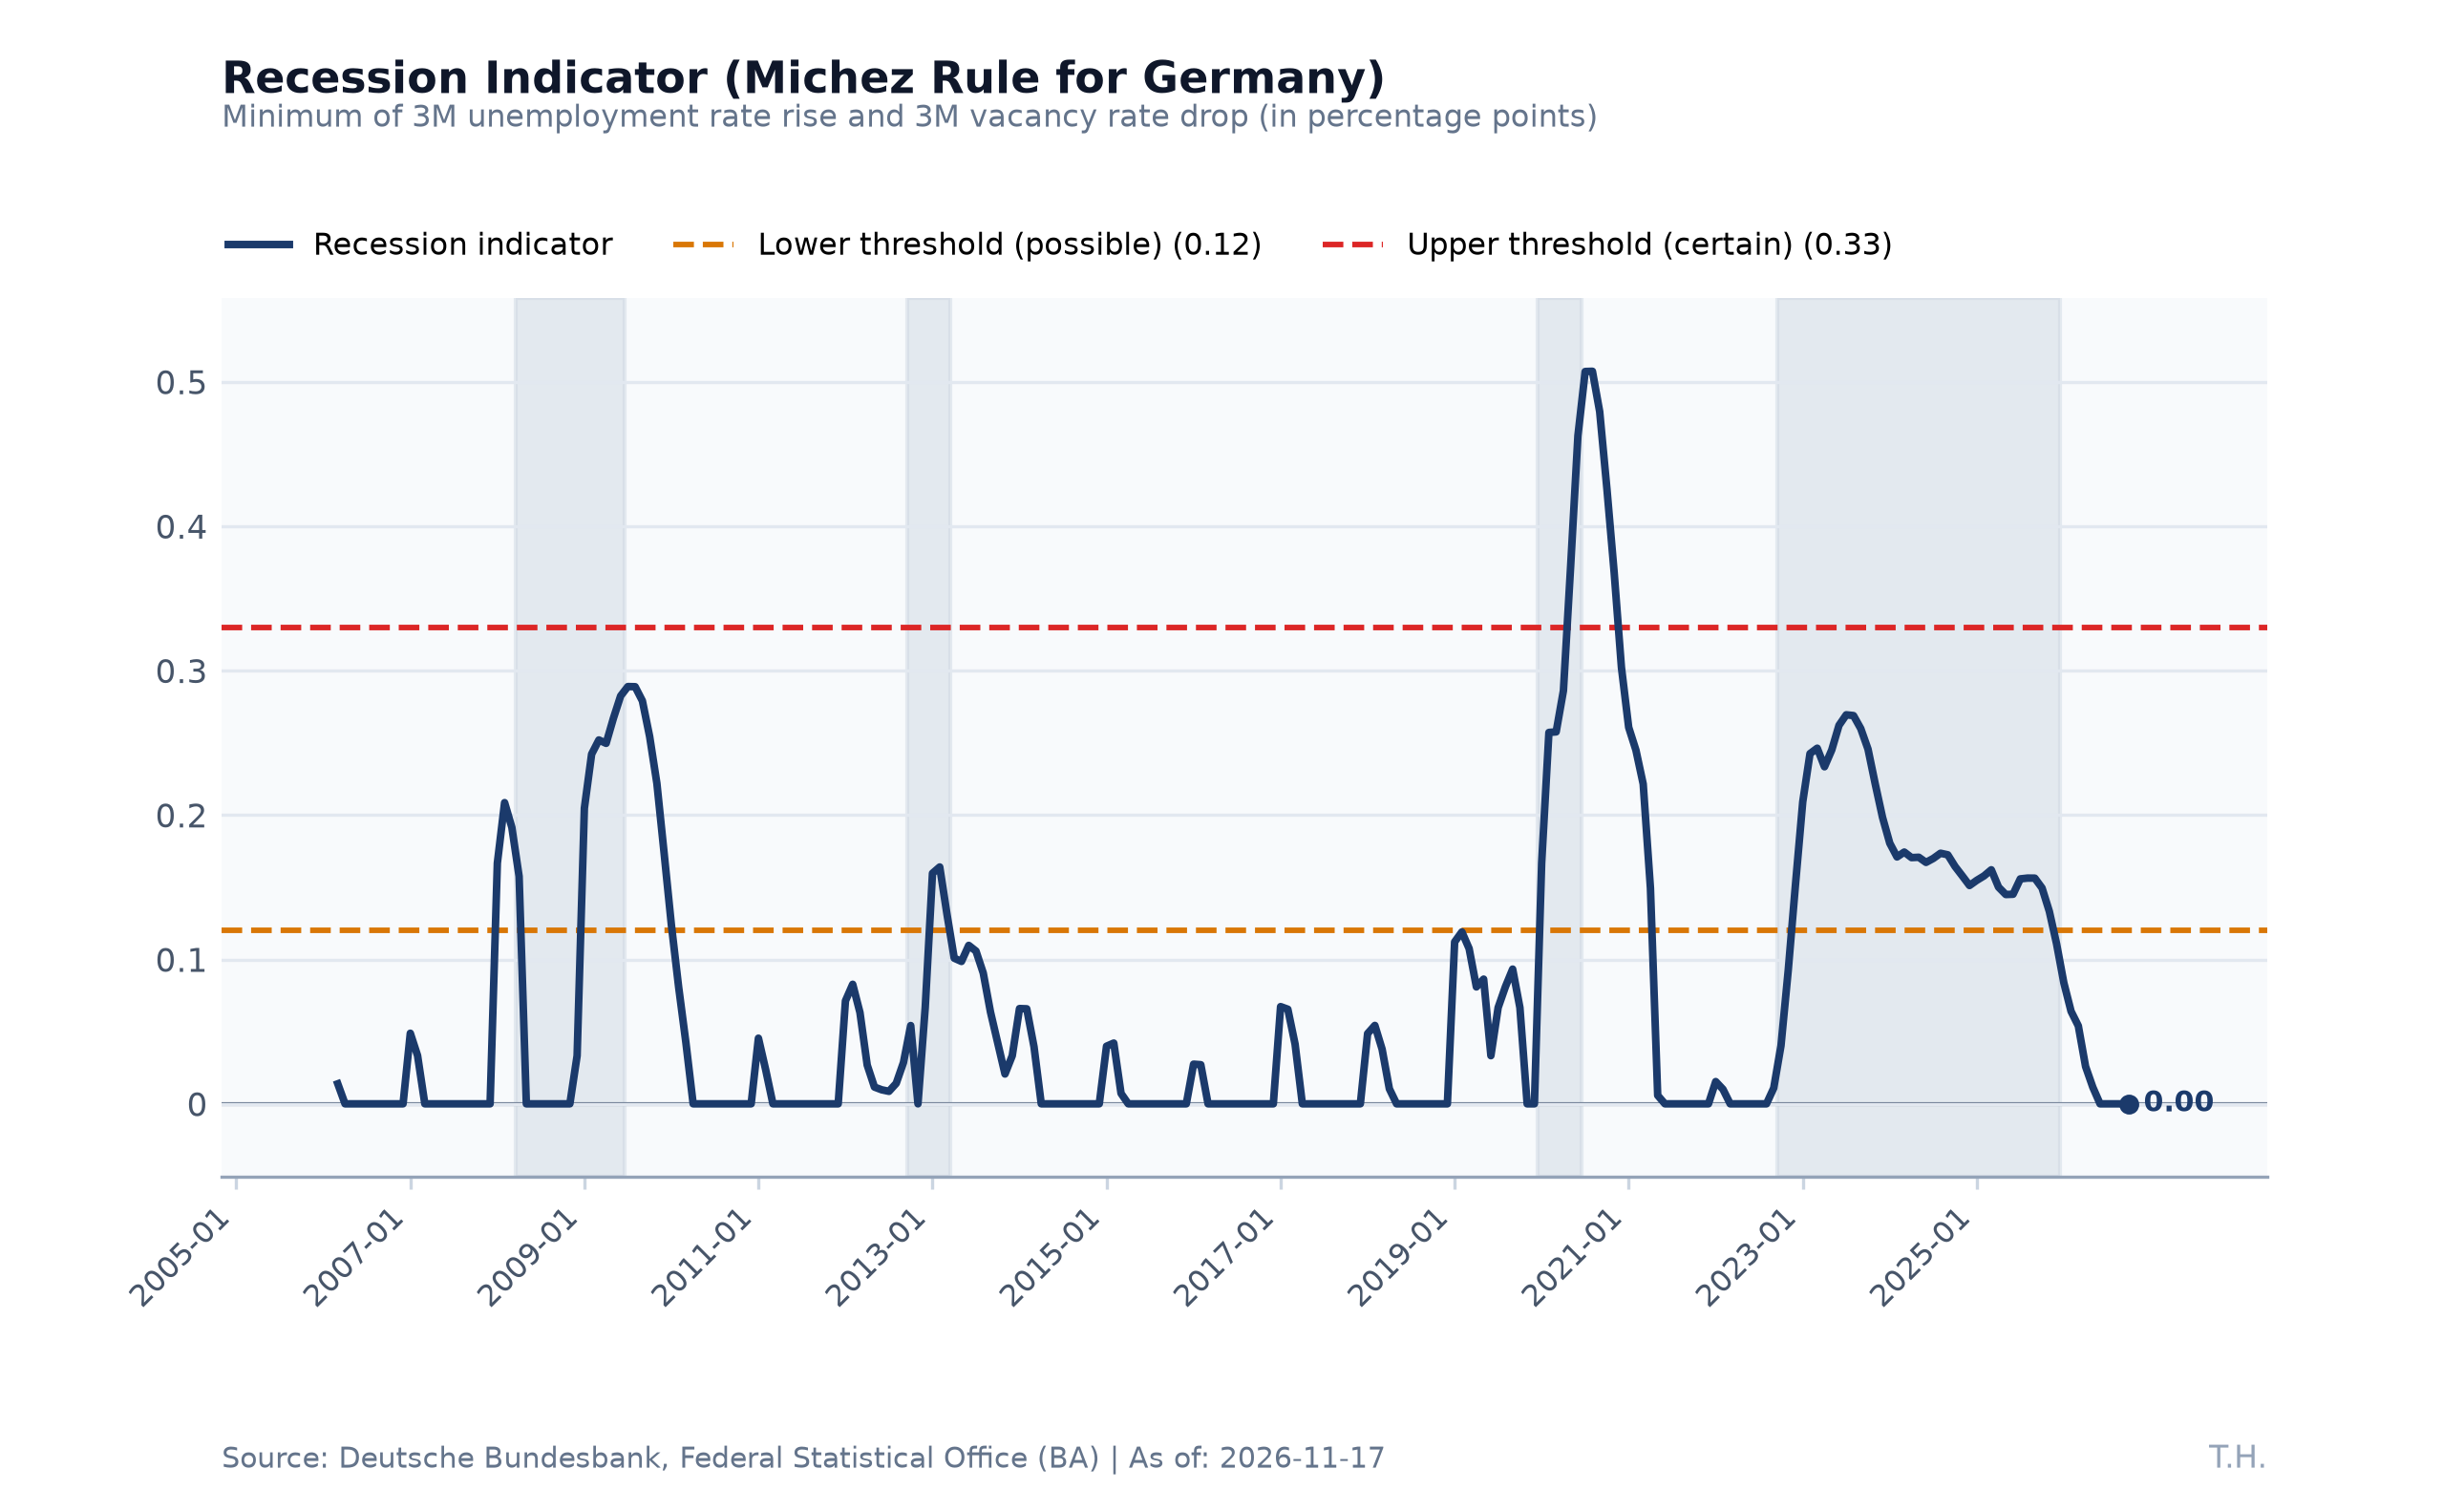 Recession Indicator (Michez Rule for Germany)
Minimum of 3M unemployment rate rise and 3M vacancy rate drop (in percentage points)
Recession indicator
Lower threshold (possible) (0.12)
Upper threshold (certain) (0.33)
0.5
0.4
0.3
0.2
0.1
0
0.00
2005-01
2007-01
2009-01
2011-01
2013-01
2015-01
2017-01
2019-01
2021-01
2023-01
2025-01
Source: Deutsche Bundesbank, Federal Statistical Office (BA) | As of: 2026-11-17
T.H.